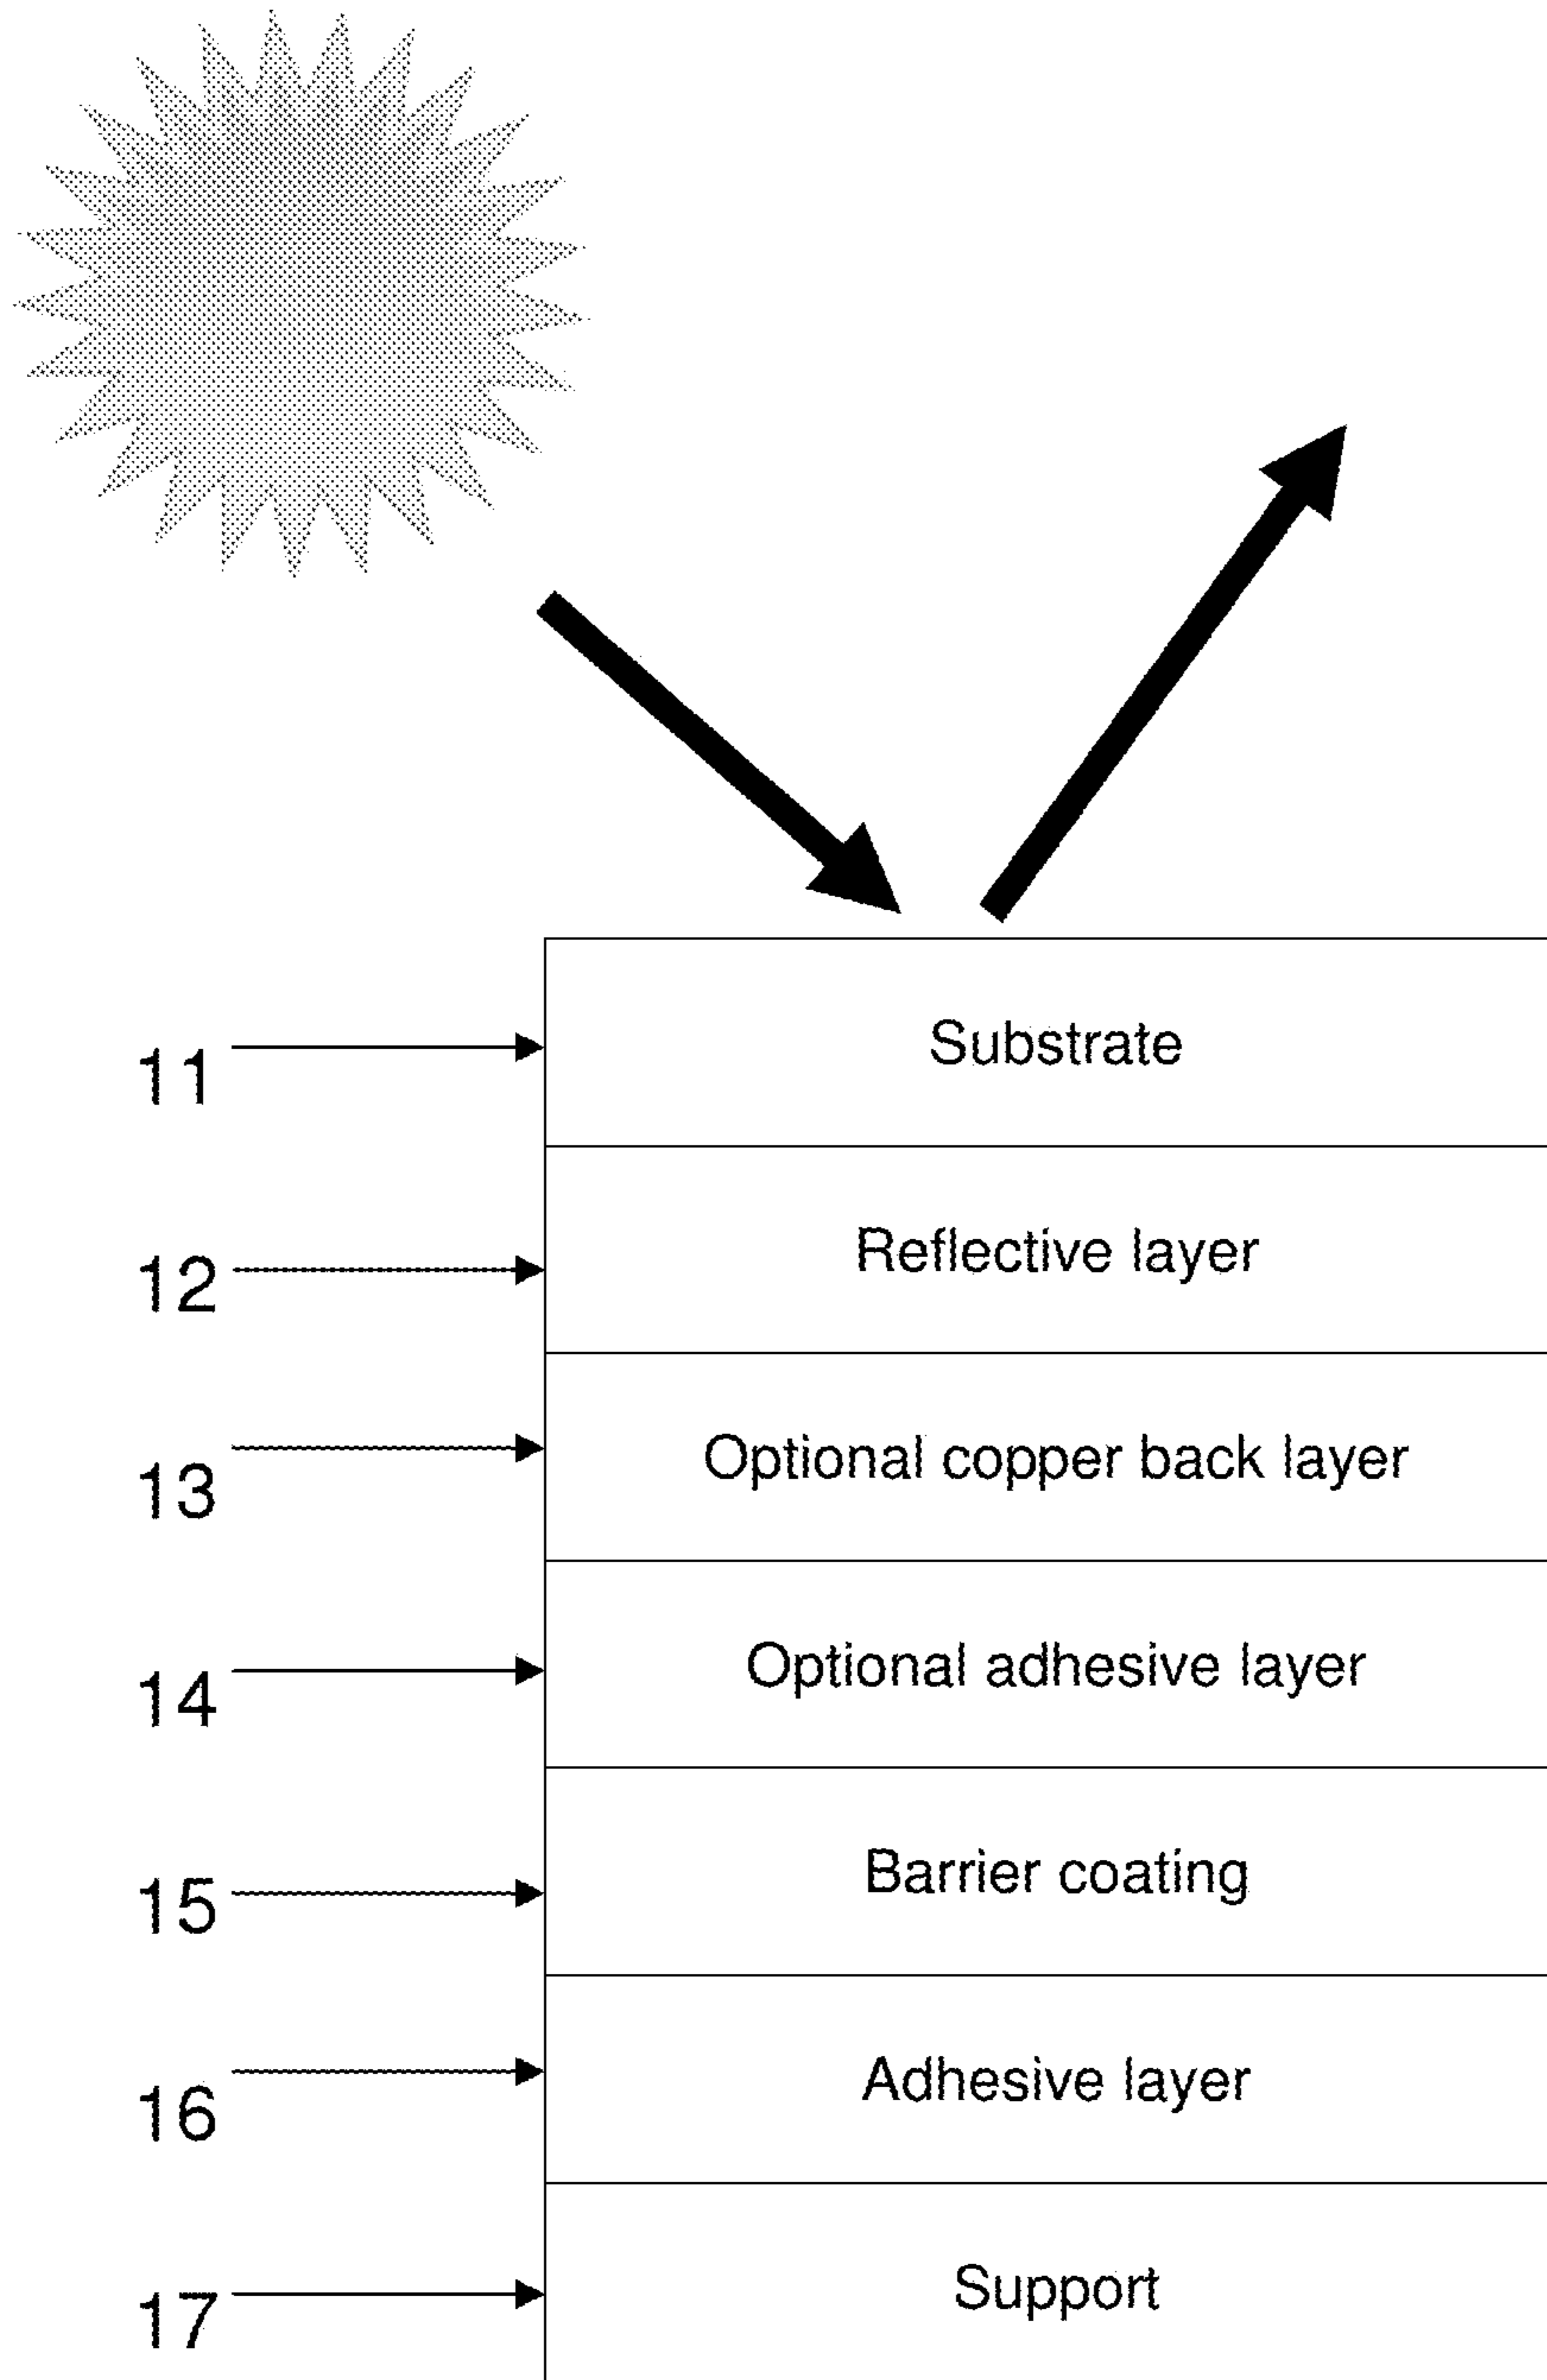 11 Substrate
12 Reflective layer
13 Optional copper back layer
14 Optional adhesive layer
15 Barrier coating
16 Adhesive layer
17 Support